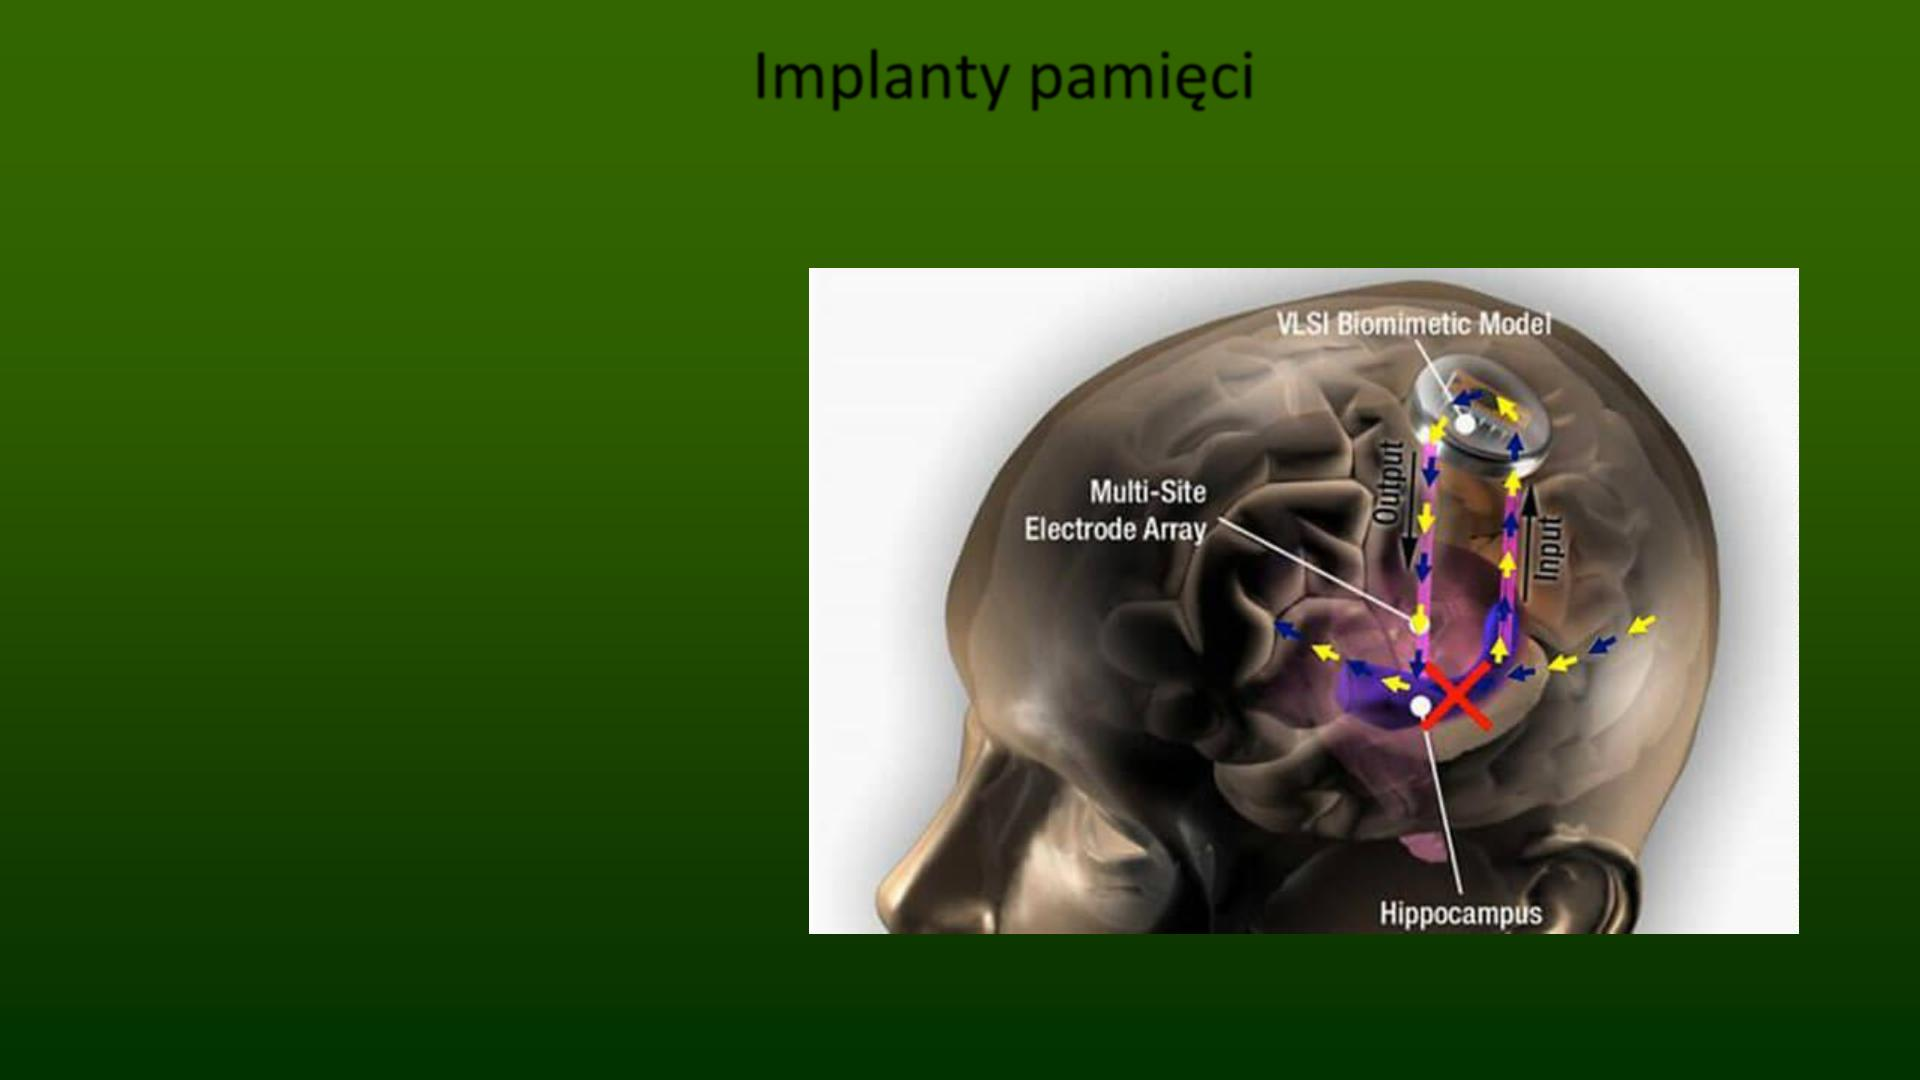 Implanty pamięci
VLSI Biomimetic Model
Multi-Site
Electrode Array
Output
Input
Hippocampus